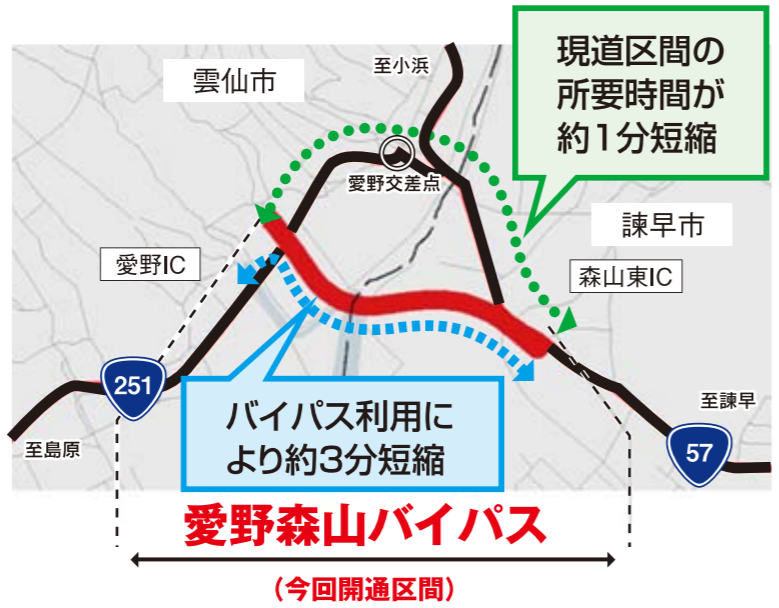 現道区間の
所要時間が
約1分短縮
至小浜
雲仙市
愛野交差点
諫早市
愛野IC
森山東IC
251
バイパス利用に
より約3分短縮
至諫早
57
至島原
愛野森山バイパス
(今回開通区間)